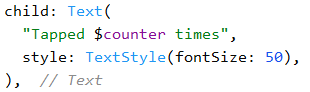 child: Text(
"Tapped $counter times",
style: TextStyle(fontSize: 50),
), // Text